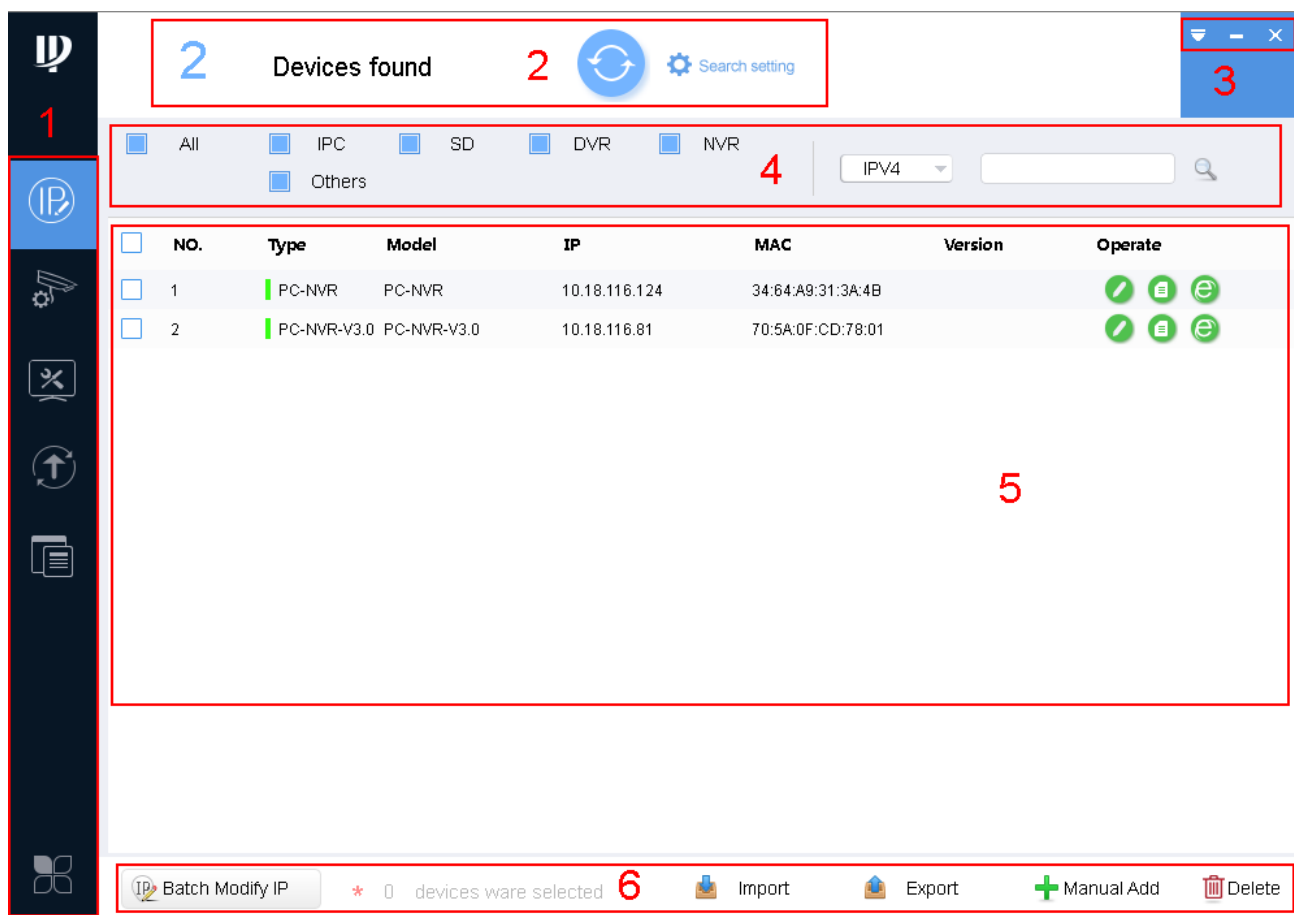 IP
1
2 Devices found 2 Search setting
3
All IPC SD DVR NVR
Others
4
IPV4
IP
NO. Type Model IP MAC Version Operate
1 PC-NVR PC-NVR 10.18.116.124 34:64:A9:31:3A:4B
2 PC-NVR-V3.0 PC-NVR-V3.0 10.18.116.81 70:5A:0F:CD:78:01
5
IP Batch Modify IP * 0 devices ware selected 6 Import Export Manual Add Delete